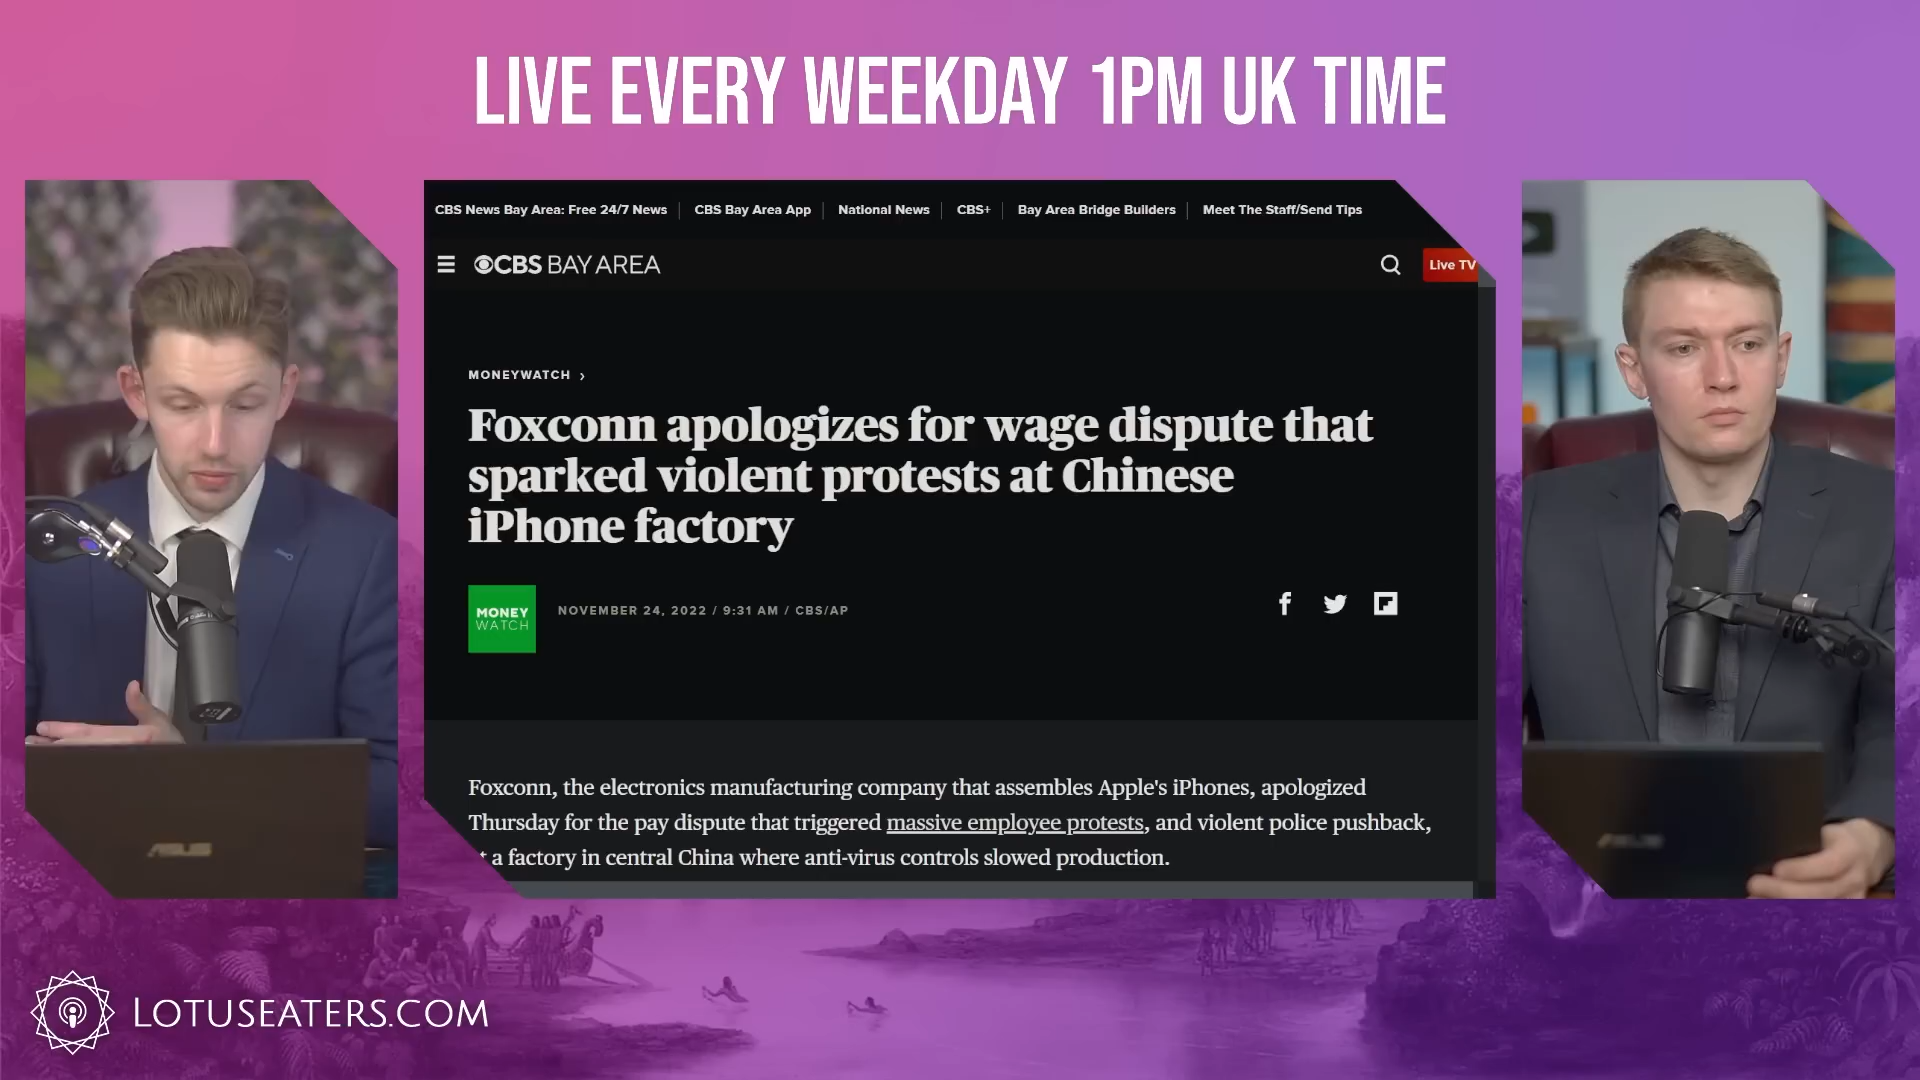 LIVE EVERY WEEKDAY 1PM UK TIME
CBS News Bay Area: Free 24/7 News
CBS Bay Area App
National News
CBS+
Bay Area Bridge Builders
Meet The Staff/Send Tips
CBS BAY AREA
Live TV
MONEYWATCH ›
Foxconn apologizes for wage dispute that
sparked violent protests at Chinese
iPhone factory
MONEY
WATCH
NOVEMBER 24, 2022 / 9:31 AM / CBS/AP
Foxconn, the electronics manufacturing company that assembles Apple's iPhones, apologized
Thursday for the pay dispute that triggered massive employee protests, and violent police pushback,
a factory in central China where anti-virus controls slowed production.
ASUS
LOTUSEATERS.COM